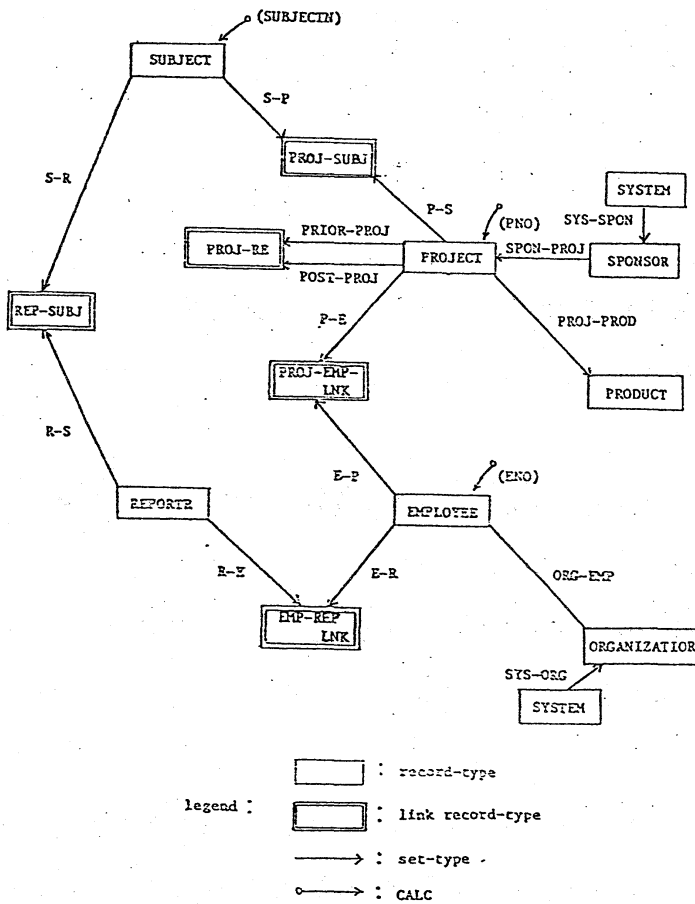 (SUBJECTN)
SUBJECT
S-P
PROJ-SUBJ
S-R
SYSTEM
P-S
(PNO)
SYS-SPON
PRIOR-PROJ
PROJ-RE
PROJECT
SPON-PROJ
SPONSOR
POST-PROJ
REP-SUBJ
P-E
PROJ-PROD
PROJ-EMP-
LNK
PRODUCT
R-S
E-P
(ENO)
REPORTR
EMPLOYEE
R-E
E-R
ORG-EMP
EMP-REP
LNK
ORGANIZATION
SYS-ORG
SYSTEM
: record-type
legend :
: link record-type
: set-type
: CALC